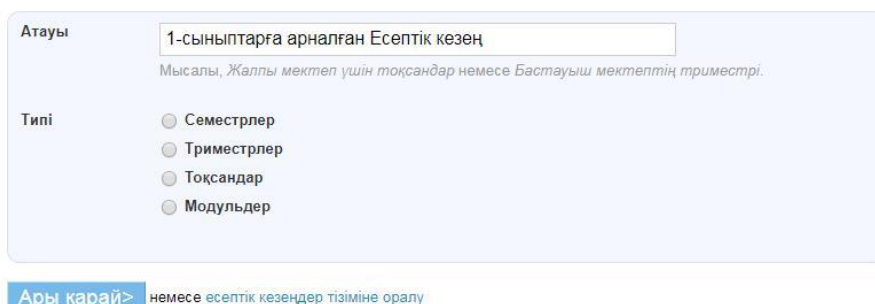 Атауы
1-сыныптарға арналған Есептік кезең
Мысалы, Жалпы мектеп үшін тоқсандар немесе Бастауыш мектептің триместрі.
Типі
Семестрлер
Триместрлер
Тоқсандар
Модульдер
Ары қарай> немесе есептік кезеңдер тізіміне оралу